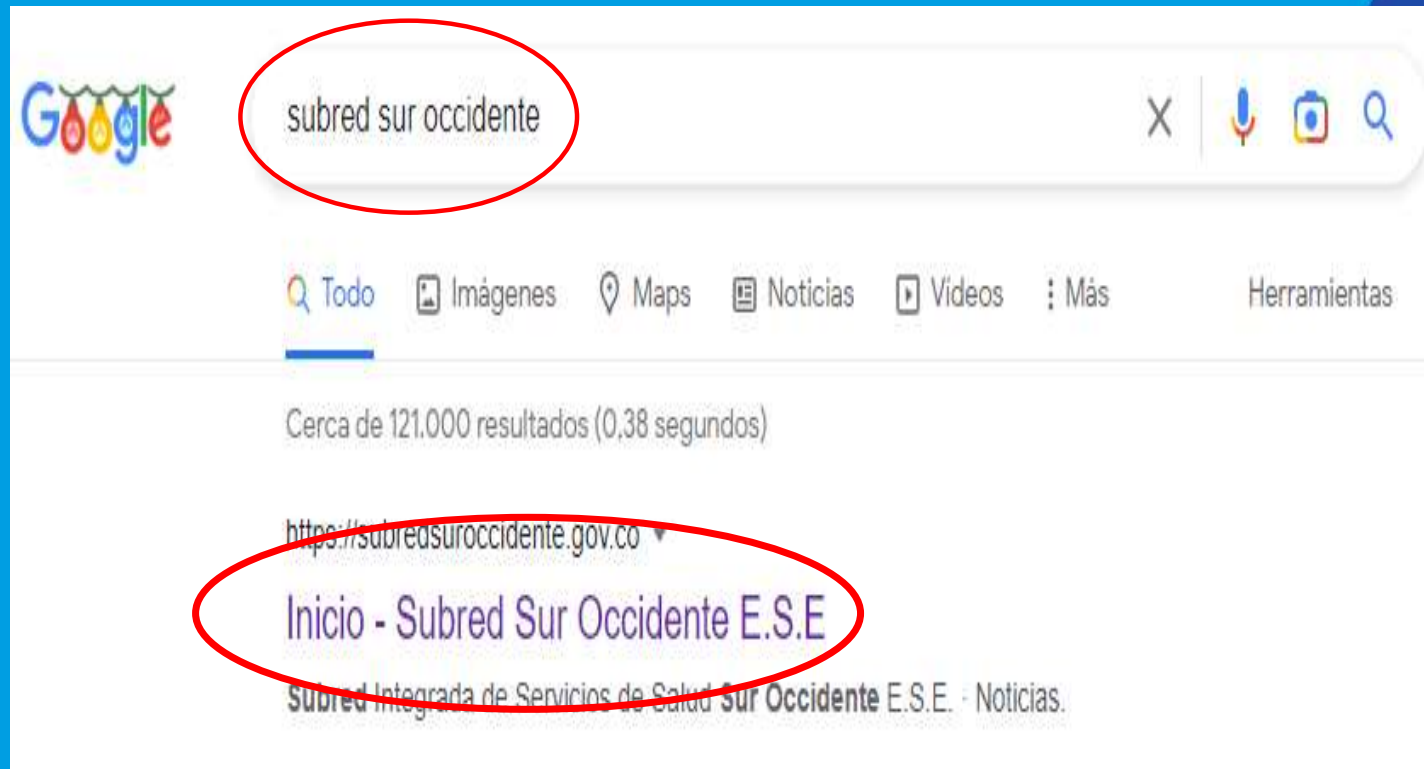 Google
subred sur occidente
Todo Imágenes Maps Noticias Vídeos Más Herramientas
Cerca de 121.000 resultados (0,38 segundos)
https://subredsuroccidente.gov.co
Inicio - Subred Sur Occidente E.S.E
Subred Integrada de Servicios de Salud Sur Occidente E.S.E. · Noticias.